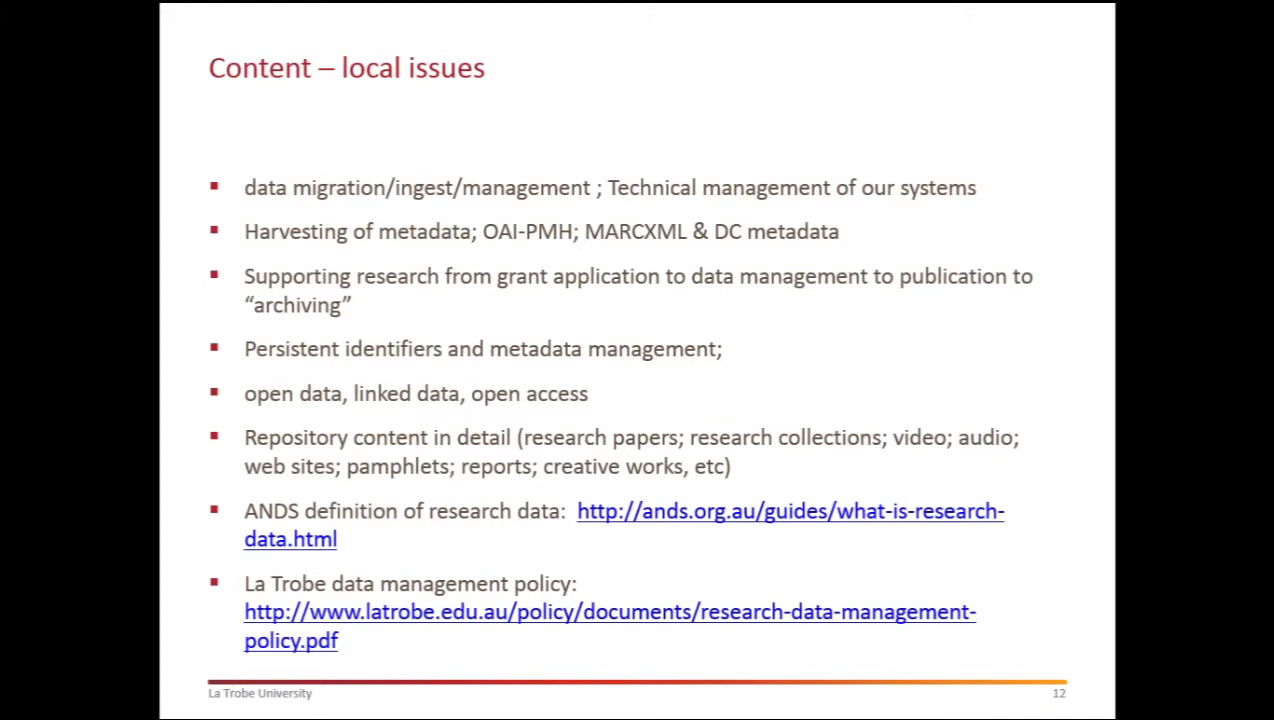 Content – local issues
data migration/ingest/management ; Technical management of our systems
Harvesting of metadata; OAI-PMH; MARCXML & DC metadata
Supporting research from grant application to data management to publication to
“archiving”
Persistent identifiers and metadata management;
open data, linked data, open access
Repository content in detail (research papers; research collections; video; audio;
web sites; pamphlets; reports; creative works, etc)
ANDS definition of research data:  http://ands.org.au/guides/what-is-research-
data.html
La Trobe data management policy:
http://www.latrobe.edu.au/policy/documents/research-data-management-
policy.pdf
La Trobe University 12